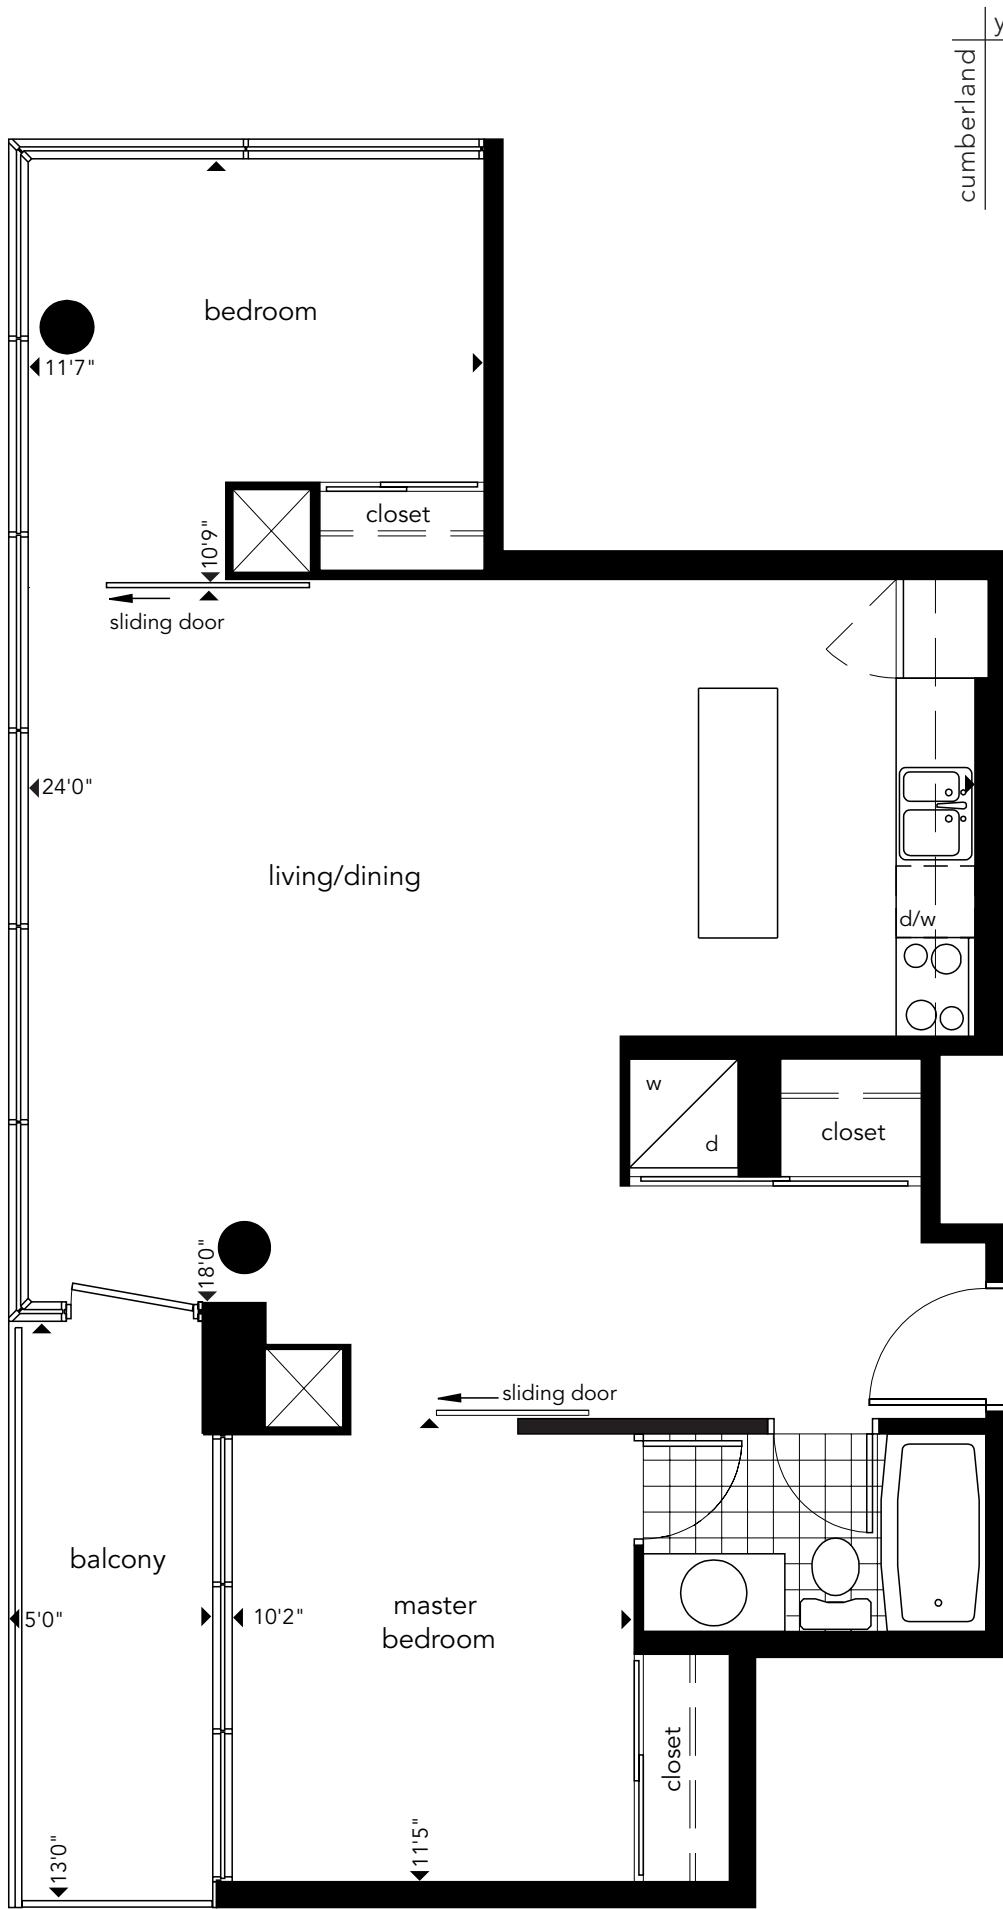 y
cumberland
bedroom
11'7"
closet
10'9"
sliding door
24'0"
living/dining
d/w
w
d
closet
18'0"
sliding door
balcony
5'0"
10'2"
master
bedroom
closet
13'0"
11'5"